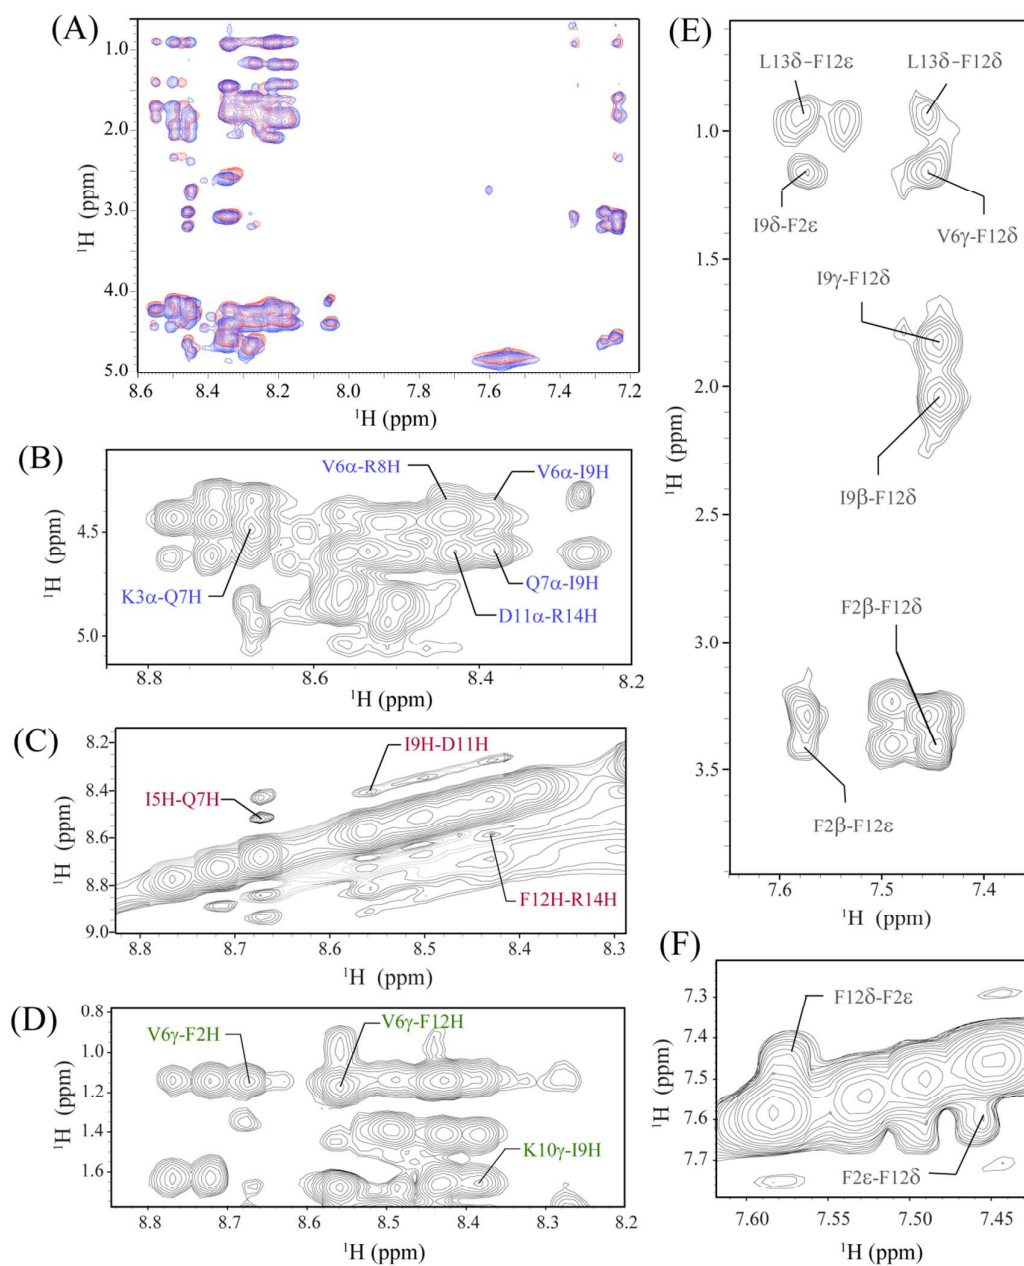 (A)
1.0
2.0
3.0
4.0
5.0
¹H (ppm)
8.6 8.4 8.2 8.0 7.8 7.6 7.4 7.2
¹H (ppm)
(B)
V6α-R8H
V6α-I9H
4.5
K3α-Q7H
Q7α-I9H
D11α-R14H
5.0
¹H (ppm)
8.8 8.6 8.4 8.2
¹H (ppm)
(C)
8.2
I9H-D11H
8.4
I5H-Q7H
8.6
8.8
F12H-R14H
9.0
¹H (ppm)
8.8 8.7 8.6 8.5 8.4 8.3
¹H (ppm)
(D)
0.8
V6γ-F2H
V6γ-F12H
1.0
1.2
1.4
K10γ-I9H
1.6
¹H (ppm)
8.8 8.7 8.6 8.5 8.4 8.3 8.2
¹H (ppm)
(E)
L13δ-F12ε
L13δ-F12δ
1.0
I9δ-F2ε
V6γ-F12δ
1.5
I9γ-F12δ
2.0
I9β-F12δ
2.5
F2β-F12δ
3.0
3.5
F2β-F12ε
¹H (ppm)
7.6 7.5 7.4
¹H (ppm)
(F)
7.3
F12δ-F2ε
7.4
7.5
7.6
7.7
F2ε-F12δ
¹H (ppm)
7.60 7.55 7.50 7.45
¹H (ppm)